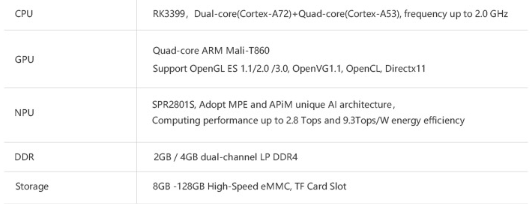 CPU RK3399，Dual-core(Cortex-A72)+Quad-core(Cortex-A53), frequency up to 2.0 GHz
GPU Quad-core ARM Mali-T860
Support OpenGL ES 1.1/2.0 /3.0, OpenVG1.1, OpenCL, Directx11
NPU SPR2801S, Adopt MPE and APiM unique AI architecture，
Computing performance up to 2.8 Tops and 9.3Tops/W energy efficiency
DDR 2GB / 4GB dual-channel LP DDR4
Storage 8GB -128GB High-Speed eMMC, TF Card Slot